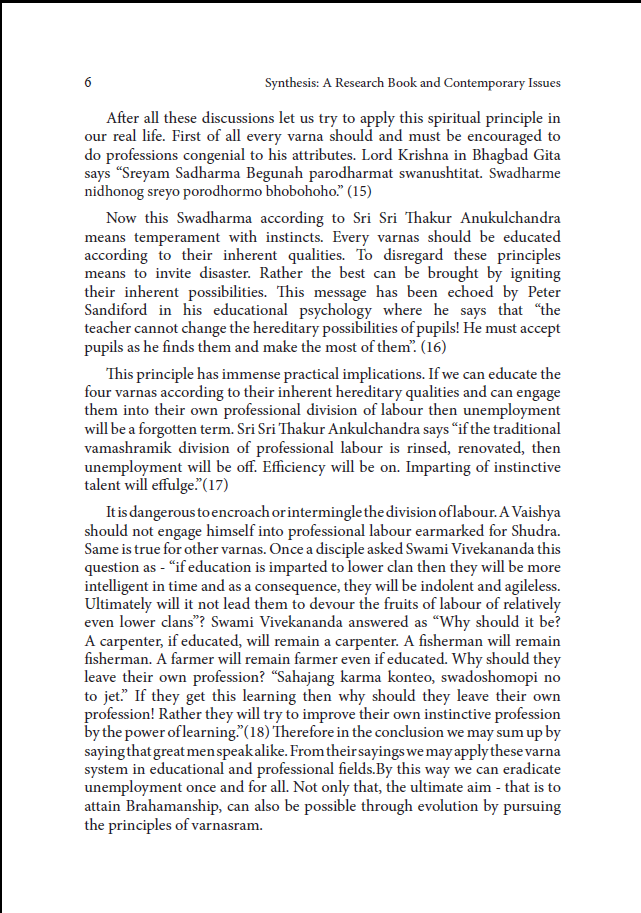 6 Synthesis: A Research Book and Contemporary Issues
After all these discussions let us try to apply this spiritual principle in
our real life. First of all every varna should and must be encouraged to
do professions congenial to his attributes. Lord Krishna in Bhagbad Gita
says “Sreyam Sadharma Begunah parodharmat swanushtitat. Swadharme
nidhonog sreyo porodhormo bhobohoho.” (15)
Now this Swadharma according to Sri Sri Thakur Anukulchandra
means temperament with instincts. Every varnas should be educated
according to their inherent qualities. To disregard these principles
means to invite disaster. Rather the best can be brought by igniting
their inherent possibilities. This message has been echoed by Peter
Sandiford in his educational psychology where he says that “the
teacher cannot change the hereditary possibilities of pupils! He must accept
pupils as he finds them and make the most of them”. (16)
This principle has immense practical implications. If we can educate the
four varnas according to their inherent hereditary qualities and can engage
them into their own professional division of labour then unemployment
will be a forgotten term. Sri Sri Thakur Ankulchandra says “if the traditional
vamashramik division of professional labour is rinsed, renovated, then
unemployment will be off. Efficiency will be on. Imparting of instinctive
talent will effulge.”(17)
It is dangerous to encroach or intermingle the division of labour. A Vaishya
should not engage himself into professional labour earmarked for Shudra.
Same is true for other varnas. Once a disciple asked Swami Vivekananda this
question as - “if education is imparted to lower clan then they will be more
intelligent in time and as a consequence, they will be indolent and agileless.
Ultimately will it not lead them to devour the fruits of labour of relatively
even lower clans”? Swami Vivekananda answered as “Why should it be?
A carpenter, if educated, will remain a carpenter. A fisherman will remain
fisherman. A farmer will remain farmer even if educated. Why should they
leave their own profession? “Sahajang karma konteo, swadoshomopi no
to jet.” If they get this learning then why should they leave their own
profession! Rather they will try to improve their own instinctive profession
by the power of learning.”(18) Therefore in the conclusion we may sum up by
saying that great men speak alike. From their sayings we may apply these varna
system in educational and professional fields.By this way we can eradicate
unemployment once and for all. Not only that, the ultimate aim - that is to
attain Brahamanship, can also be possible through evolution by pursuing
the principles of varnasram.